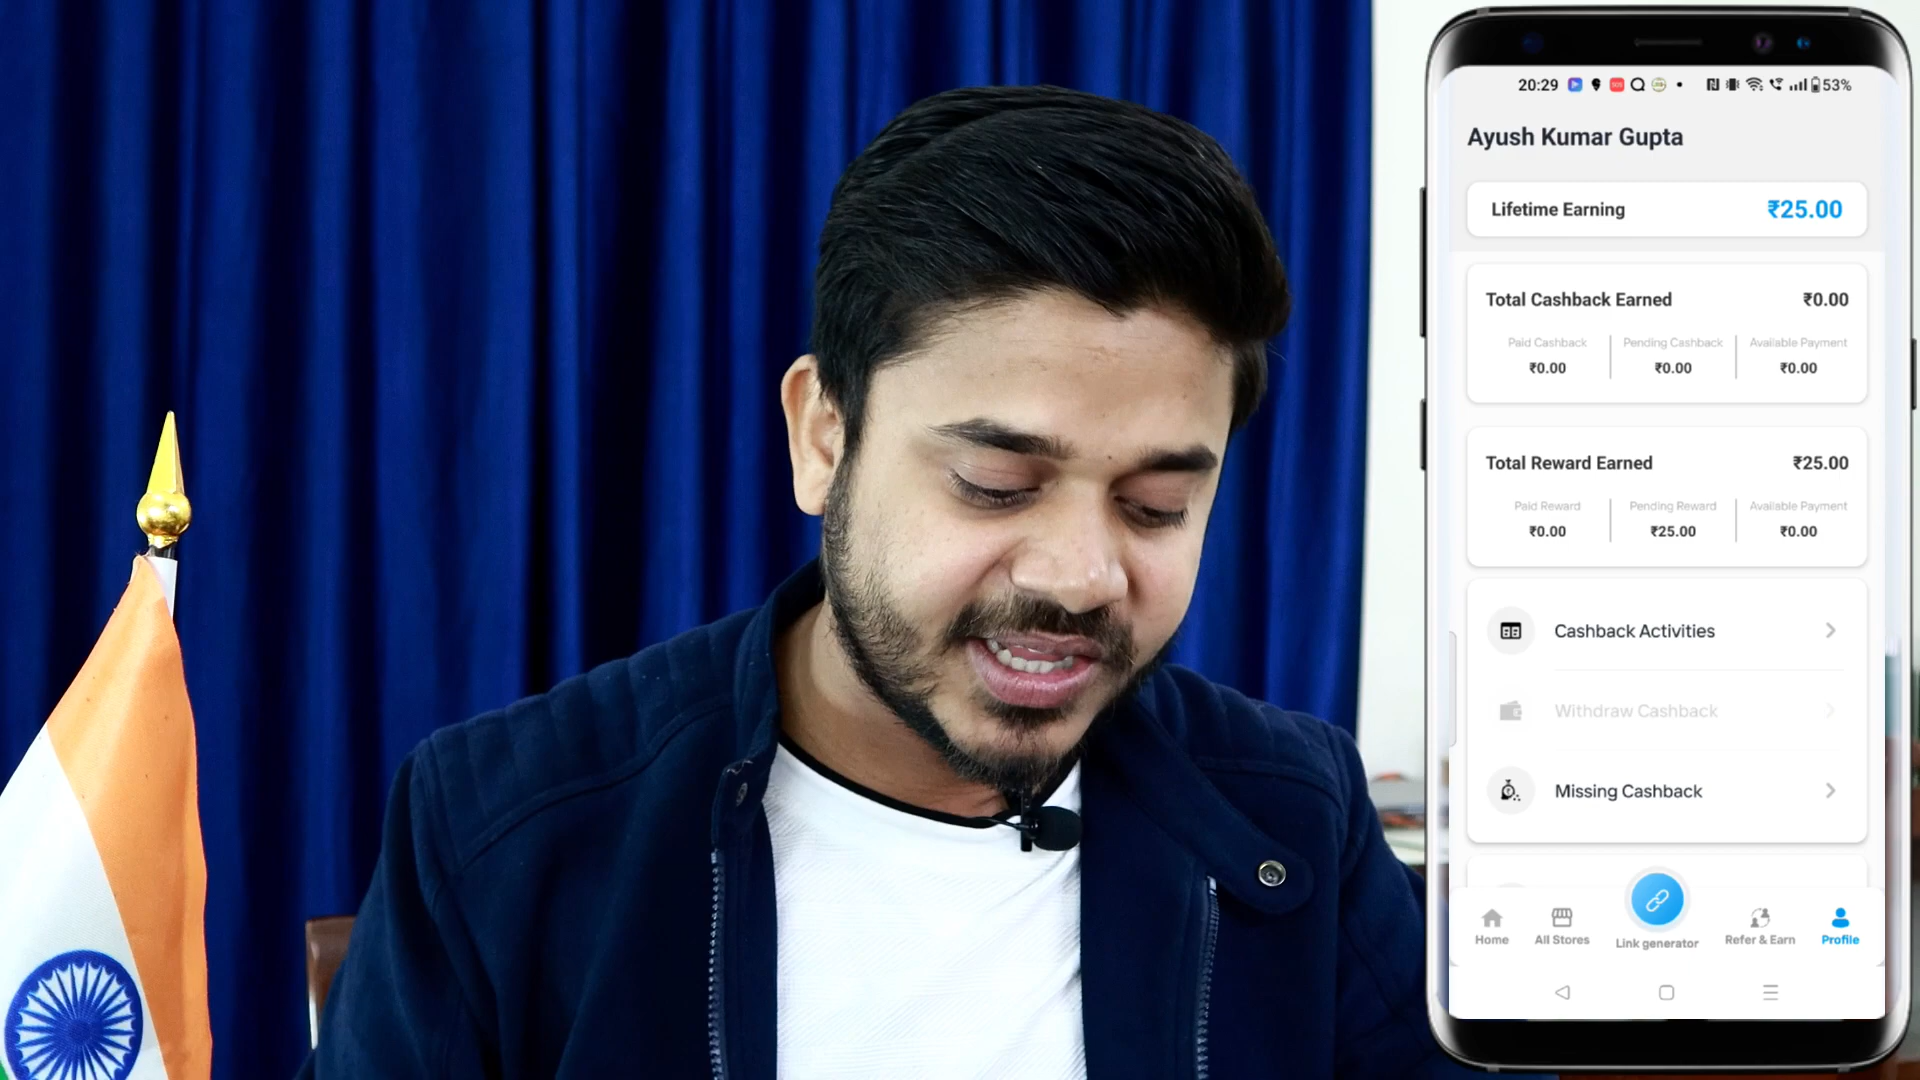 20:29 53%
Ayush Kumar Gupta
Lifetime Earning ₹25.00
Total Cashback Earned ₹0.00
Paid Cashback Pending Cashback Available Payment
₹0.00 ₹0.00 ₹0.00
Total Reward Earned ₹25.00
Paid Reward Pending Reward Available Payment
₹0.00 ₹25.00 ₹0.00
Cashback Activities
Withdraw Cashback
Missing Cashback
Home All Stores Link generator Refer & Earn Profile